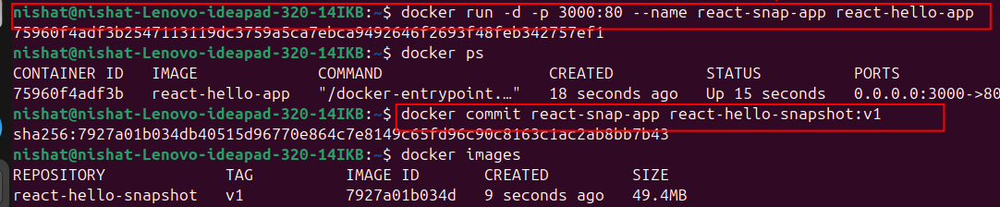 nishat@nishat-Lenovo-ideapad-320-14IKB:~$ docker run -d -p 3000:80 --name react-snap-app react-hello-app
75960f4adf3b2547113119dc3759a5ca7ebca9492646f2693f48feb342757ef1
nishat@nishat-Lenovo-ideapad-320-14IKB:~$ docker ps
CONTAINER ID IMAGE COMMAND CREATED STATUS PORTS
75960f4adf3b react-hello-app "/docker-entrypoint.…" 18 seconds ago Up 15 seconds 0.0.0.0:3000->80
nishat@nishat-Lenovo-ideapad-320-14IKB:~$ docker commit react-snap-app react-hello-snapshot:v1
sha256:7927a01b034db40515d96770e864c7e8149c65fd96c90c8163c1ac2ab8bb7b43
nishat@nishat-Lenovo-ideapad-320-14IKB:~$ docker images
REPOSITORY TAG IMAGE ID CREATED SIZE
react-hello-snapshot v1 7927a01b034d 9 seconds ago 49.4MB